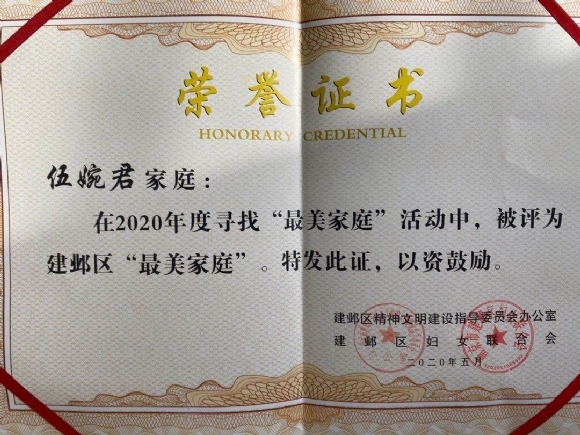 荣誉证书
HONORARY CREDENTIAL
伍婉君家庭：
在2020年度寻找“最美家庭”活动中，被评为
建邺区“最美家庭”。特发此证，以资鼓励。
建邺区精神文明建设指导委员会办公室
建邺区妇女联合会
二〇二〇年五月